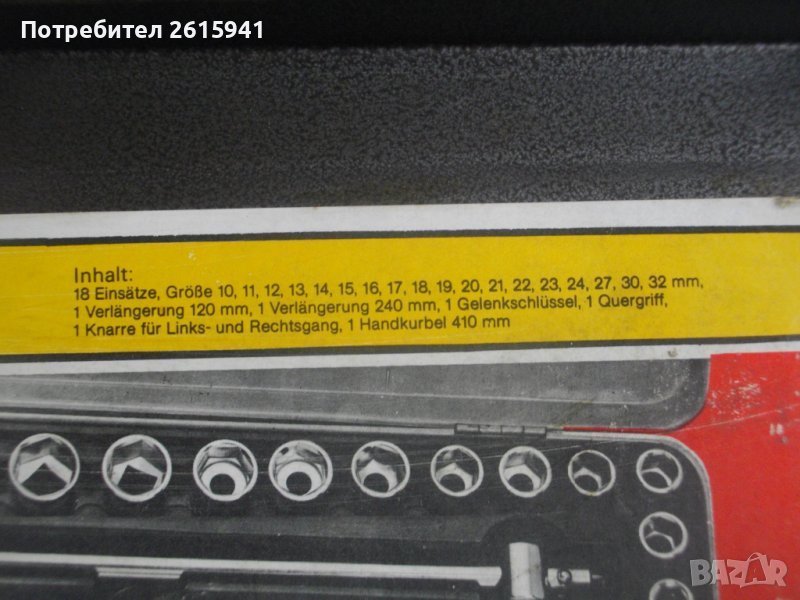 Потребител 2615941
Inhalt:
18 Einsätze, Größe 10, 11, 12, 13, 14, 15, 16, 17, 18, 19, 20, 21, 22, 23, 24, 27, 30, 32 mm,
1 Verlängerung 120 mm, 1 Verlängerung 240 mm, 1 Gelenkschlüssel, 1 Quergriff,
1 Knarre für Links- und Rechtsgang, 1 Handkurbel 410 mm
BAZAR